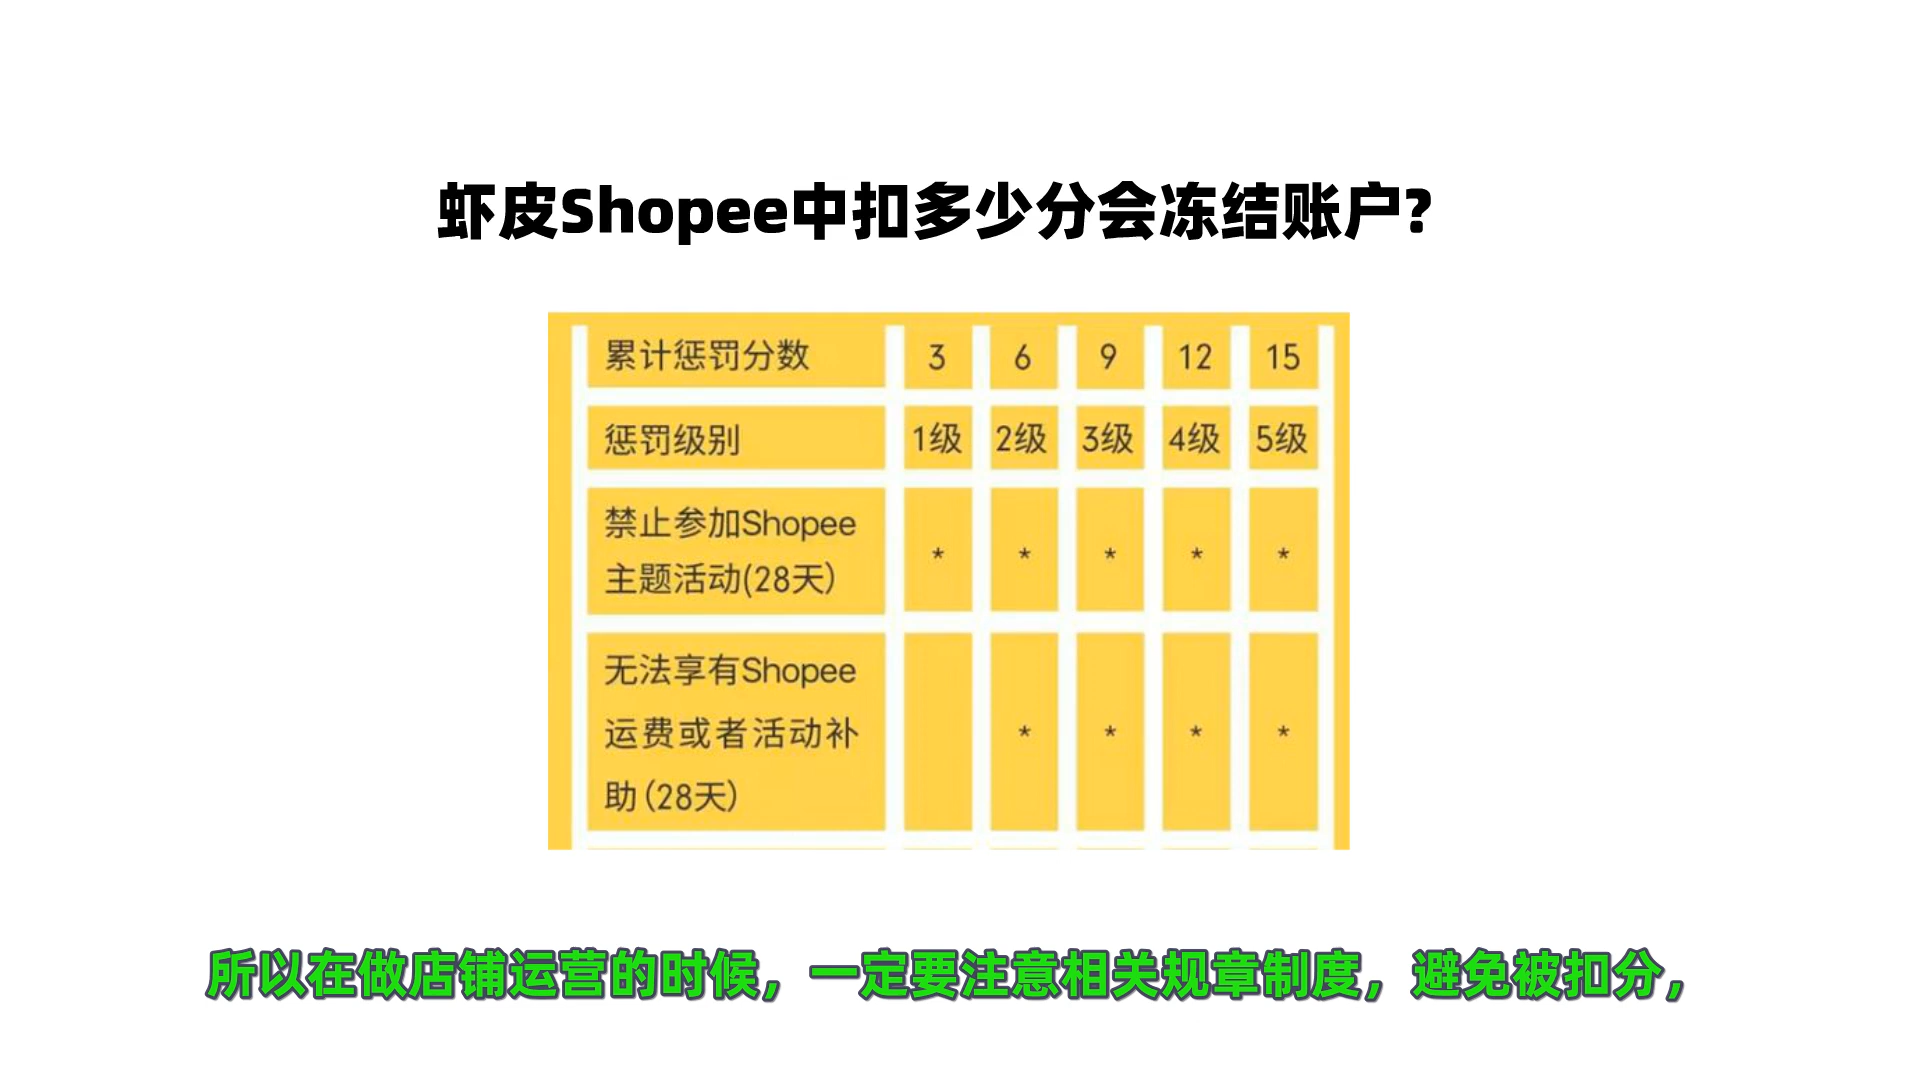 虾皮Shopee中扣多少分会冻结账户?
累计惩罚分数 3 6 9 12 15
惩罚级别 1级 2级 3级 4级 5级
禁止参加Shopee
主题活动(28天) * * * * *
无法享有Shopee
运费或者活动补 * * * *
助(28天)
所以在做店铺运营的时候，一定要注意相关规章制度，避免被扣分，